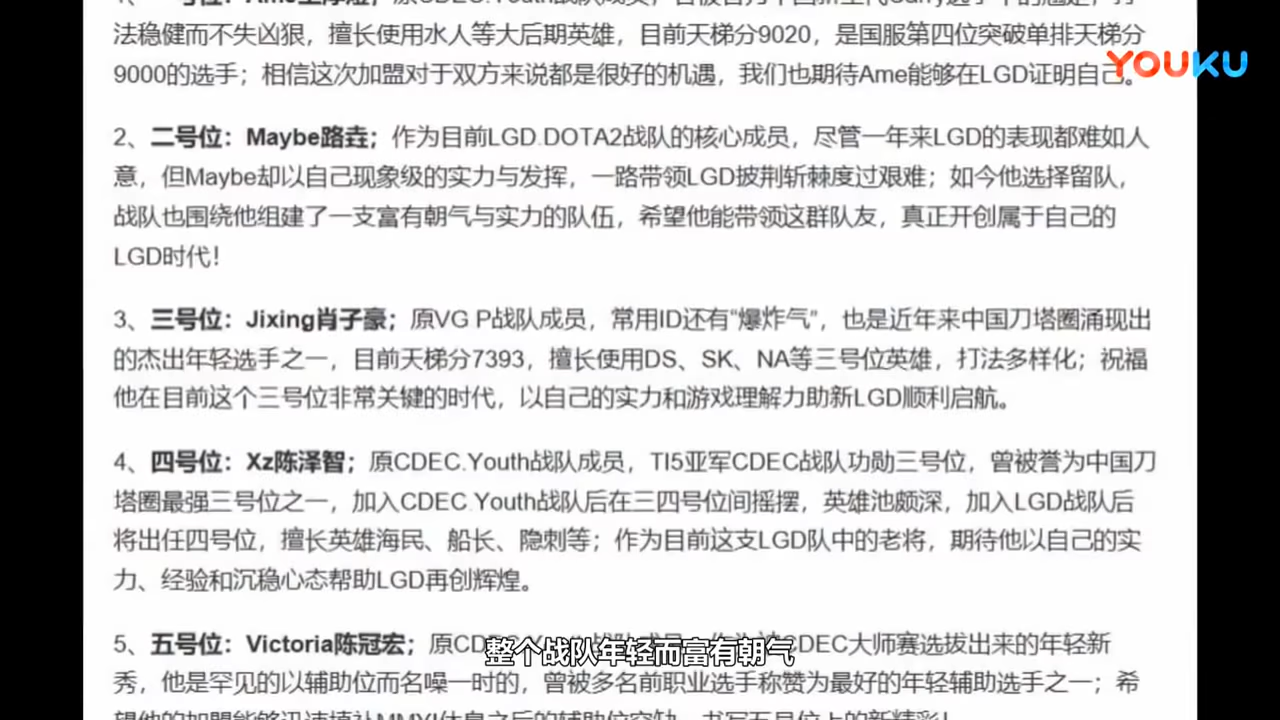 法稳健而不失凶狠，擅长使用水人等大后期英雄，目前天梯分9020，是国服第四位突破单排天梯分
9000的选手；相信这次加盟对于双方来说都是很好的机遇，我们也期待Ame能够在LGD证明自己。
YOUKU
2、二号位：Maybe路垚；作为目前LGD.DOTA2战队的核心成员，尽管一年来LGD的表现都难如人
意，但Maybe却以自己现象级的实力与发挥，一路带领LGD披荆斩棘度过艰难；如今他选择留队，
战队也围绕他组建了一支富有朝气与实力的队伍，希望他能带领这群队友，真正开创属于自己的
LGD时代！
3、三号位：Jixing肖子豪；原VG P战队成员，常用ID还有“爆炸气”，也是近年来中国刀塔圈涌现出
的杰出年轻选手之一，目前天梯分7393，擅长使用DS、SK、NA等三号位英雄，打法多样化；祝福
他在目前这个三号位非常关键的时代，以自己的实力和游戏理解力助新LGD顺利启航。
4、四号位：Xz陈泽智；原CDEC.Youth战队成员，TI5亚军CDEC战队功勋三号位，曾被誉为中国刀
塔圈最强三号位之一，加入CDEC.Youth战队后在三四号位间摇摆，英雄池颇深，加入LGD战队后
将出任四号位，擅长英雄海民、船长、隐刺等；作为目前这支LGD队中的老将，期待他以自己的实
力、经验和沉稳心态帮助LGD再创辉煌。
5、五号位：Victoria陈冠宏；原CD CDEC大师赛选拔出来的年轻新
整个战队年轻而富有朝气
秀，他是罕见的以辅助位而名噪一时的，曾被多名前职业选手称赞为最好的年轻辅助选手之一；希